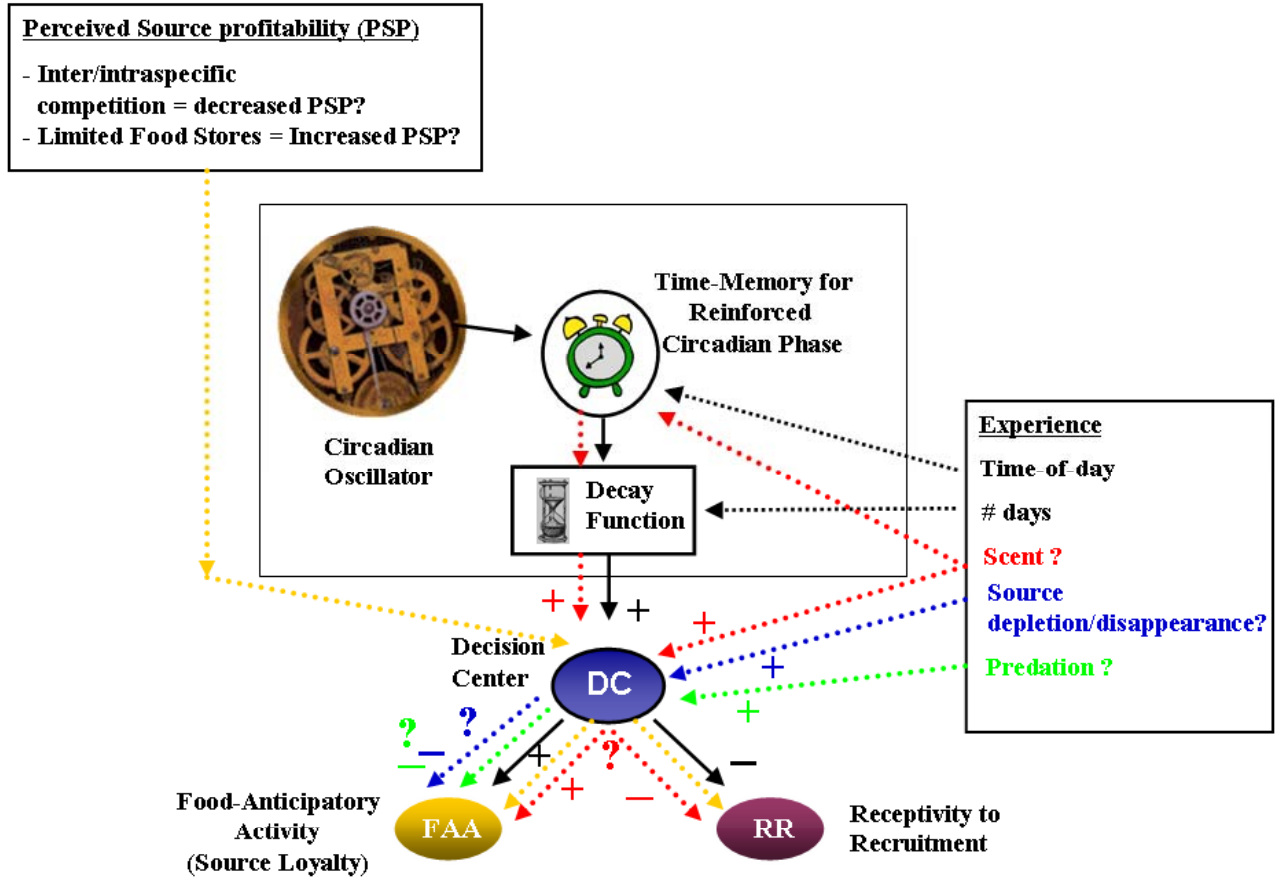 Perceived Source profitability (PSP)
- Inter/intraspecific
competition = decreased PSP?
- Limited Food Stores = Increased PSP?
Time-Memory for
Reinforced
Circadian Phase
Circadian
Oscillator
Decay
Function
Experience
Time-of-day
# days
Scent ?
Source
depletion/disappearance?
Predation ?
+
+
+
+
+
Decision
Center
DC
?
?
–
–
+
+
?
–
–
Food-Anticipatory
Activity
(Source Loyalty)
FAA
RR
Receptivity to
Recruitment